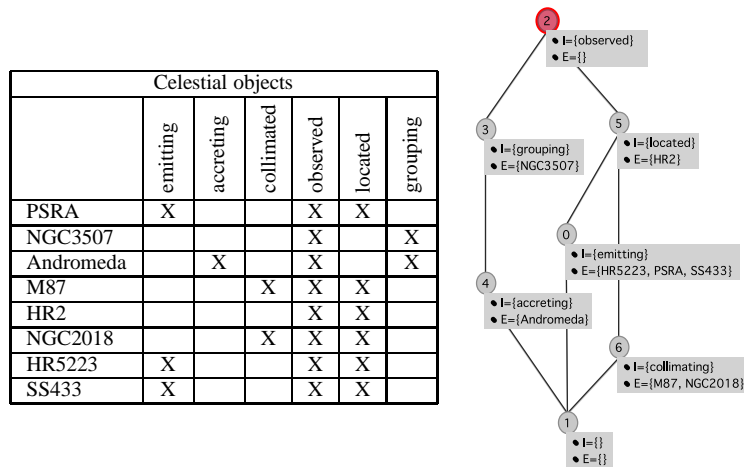 Celestial objects
emitting accreting collimated observed located grouping
PSRA X X X
NGC3507 X X
Andromeda X X X
M87 X X X
HR2 X X
NGC2018 X X X
HR5223 X X X
SS433 X X X
2
• I={observed}
• E={}
3
• I={grouping}
• E={NGC3507}
5
• I={located}
• E={HR2}
0
• I={emitting}
• E={HR5223, PSRA, SS433}
4
• I={accreting}
• E={Andromeda}
6
• I={collimating}
• E={M87, NGC2018}
1
• I={}
• E={}